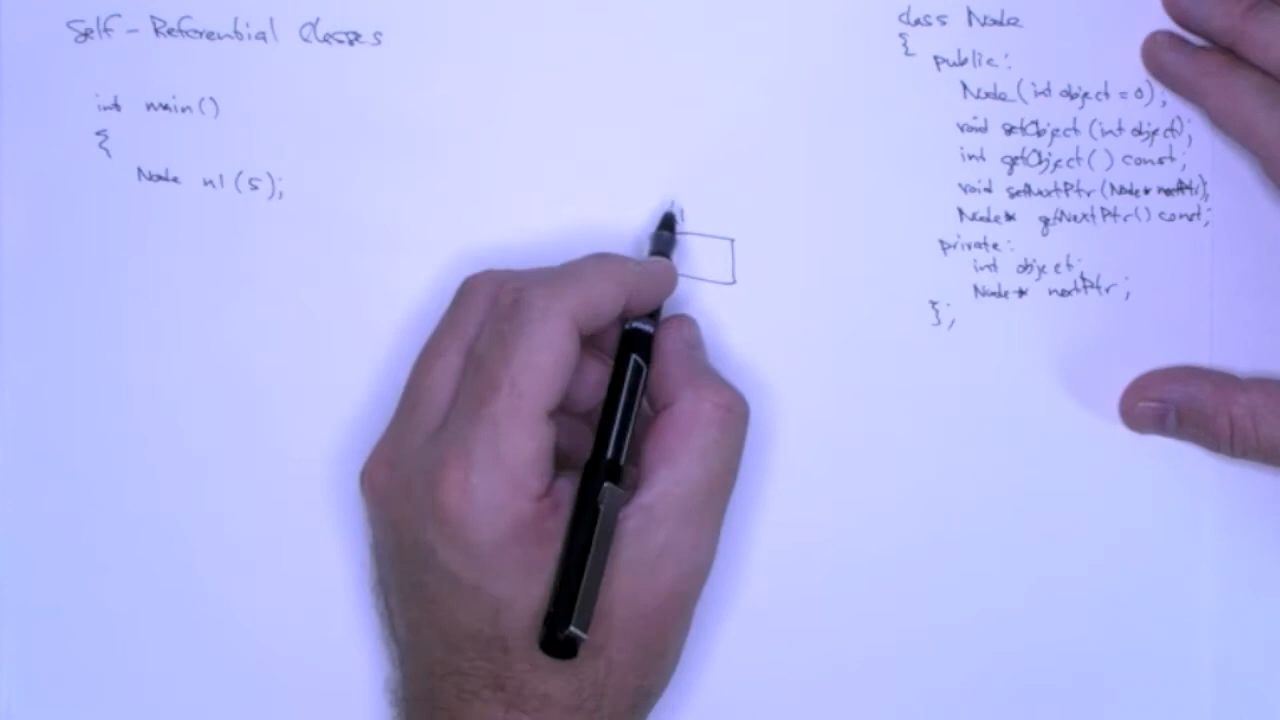 Self-Referential Classes
int main()
{
Node n1(5);
class Node
{
public:
Node(int object = 0);
void setObject(int object);
int getObject() const;
void setNextPtr(Node* nextPtr);
Node* getNextPtr() const;
private:
int object;
Node* nextPtr;
};